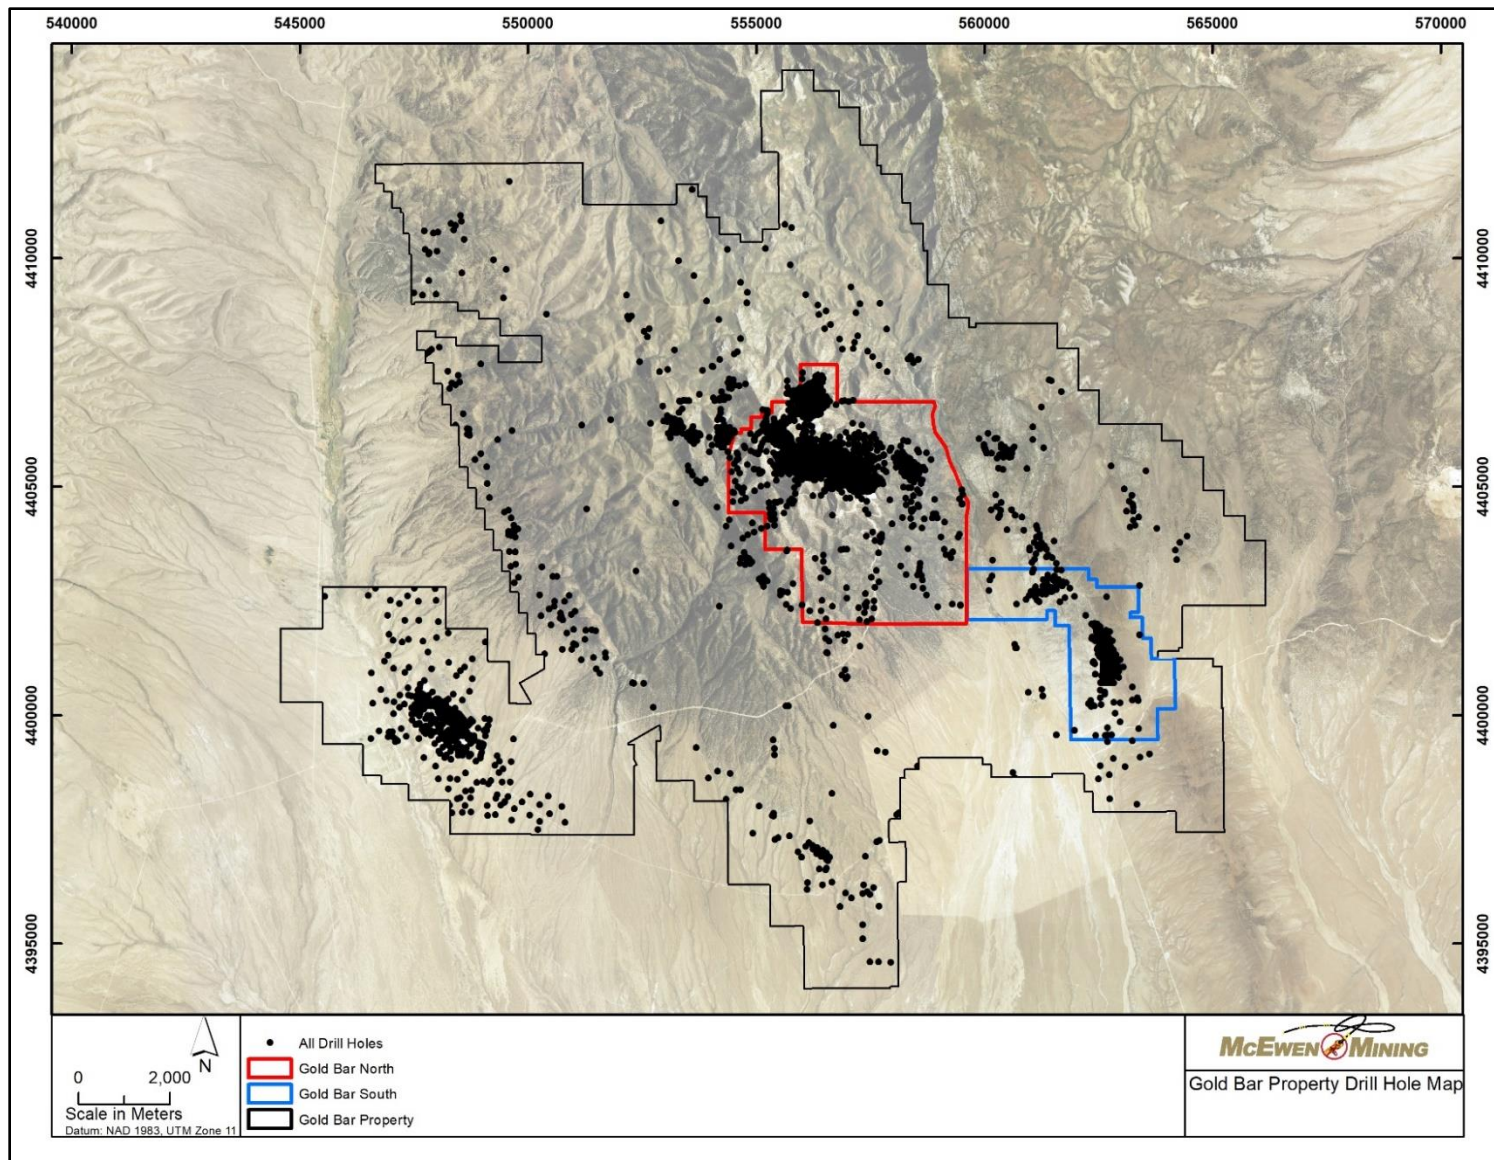 540000 545000 550000 555000 560000 565000 570000
4410000 4410000
4405000 4405000
4400000 4400000
4395000 4395000
N
0 2,000
Scale in Meters
Datum: NAD 1983, UTM Zone 11
All Drill Holes
Gold Bar North
Gold Bar South
Gold Bar Property
MCEWEN MINING
Gold Bar Property Drill Hole Map